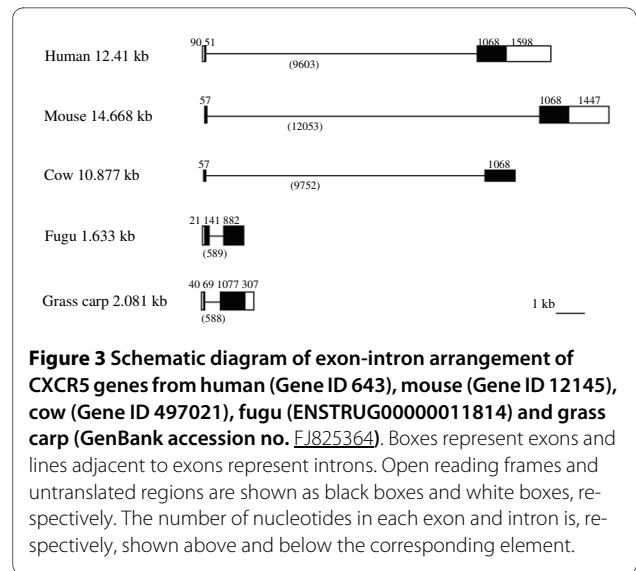 90 51 1068 1598
Human 12.41 kb
(9603)
57 1068 1447
Mouse 14.668 kb
(12053)
57 1068
Cow 10.877 kb
(9752)
21 141 882
Fugu 1.633 kb
(589)
40 69 1077 307
Grass carp 2.081 kb 1 kb
(588)
Figure 3 Schematic diagram of exon-intron arrangement of
CXCR5 genes from human (Gene ID 643), mouse (Gene ID 12145),
cow (Gene ID 497021), fugu (ENSTRUG00000011814) and grass
carp (GenBank accession no. FJ825364). Boxes represent exons and
lines adjacent to exons represent introns. Open reading frames and
untranslated regions are shown as black boxes and white boxes, re-
spectively. The number of nucleotides in each exon and intron is, re-
spectively, shown above and below the corresponding element.